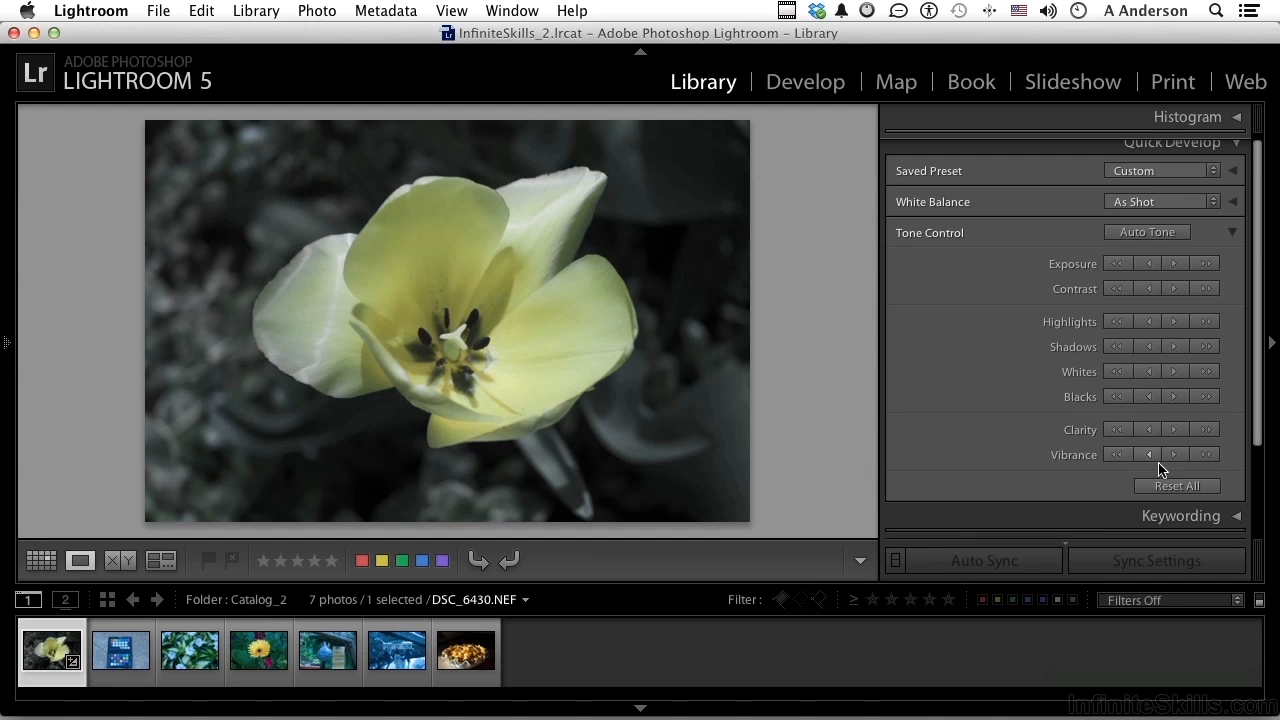 Lightroom File Edit Library Photo Metadata View Window Help A Anderson
InfiniteSkills_2.lrcat – Adobe Photoshop Lightroom – Library
Lr ADOBE PHOTOSHOP
LIGHTROOM 5
Library Develop Map Book Slideshow Print Web
Histogram
Quick Develop
Saved Preset Custom
White Balance As Shot
Tone Control Auto Tone
Exposure
Contrast
Highlights
Shadows
Whites
Blacks
Clarity
Vibrance
Reset All
Keywording
XY
Auto Sync Sync Settings
1 2 Folder : Catalog_2 7 photos / 1 selected / DSC_6430.NEF Filter : ≥ Filters Off
InfiniteSkills.com